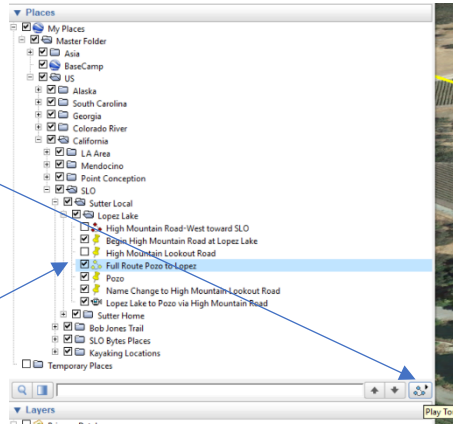 Places
My Places
Master Folder
Asia
BaseCamp
US
Alaska
South Carolina
Georgia
Colorado River
California
LA Area
Mendocino
Point Conception
SLO
Sutter Local
Lopez Lake
High Mountain Road-West toward SLO
Begin High Mountain Road at Lopez Lake
High Mountain Lookout Road
Full Route Pozo to Lopez
Pozo
Name Change to High Mountain Lookout Road
Lopez Lake to Pozo via High Mountain Road
Sutter Home
Bob Jones Trail
SLO Bytes Places
Kayaking Locations
Temporary Places
Layers
Play To